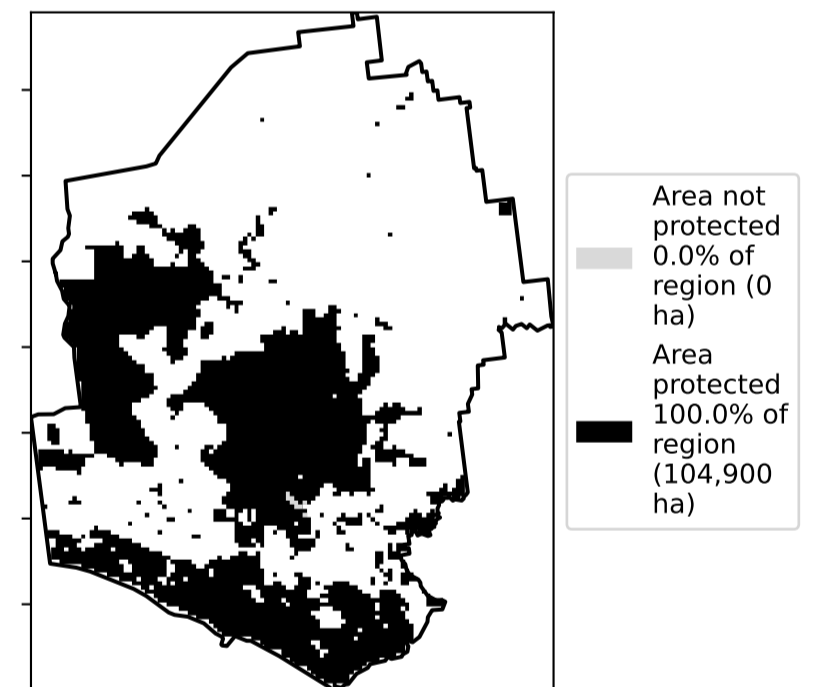 Area not
protected
0.0% of
region (0
ha)
Area
protected
100.0% of
region
(104,900
ha)